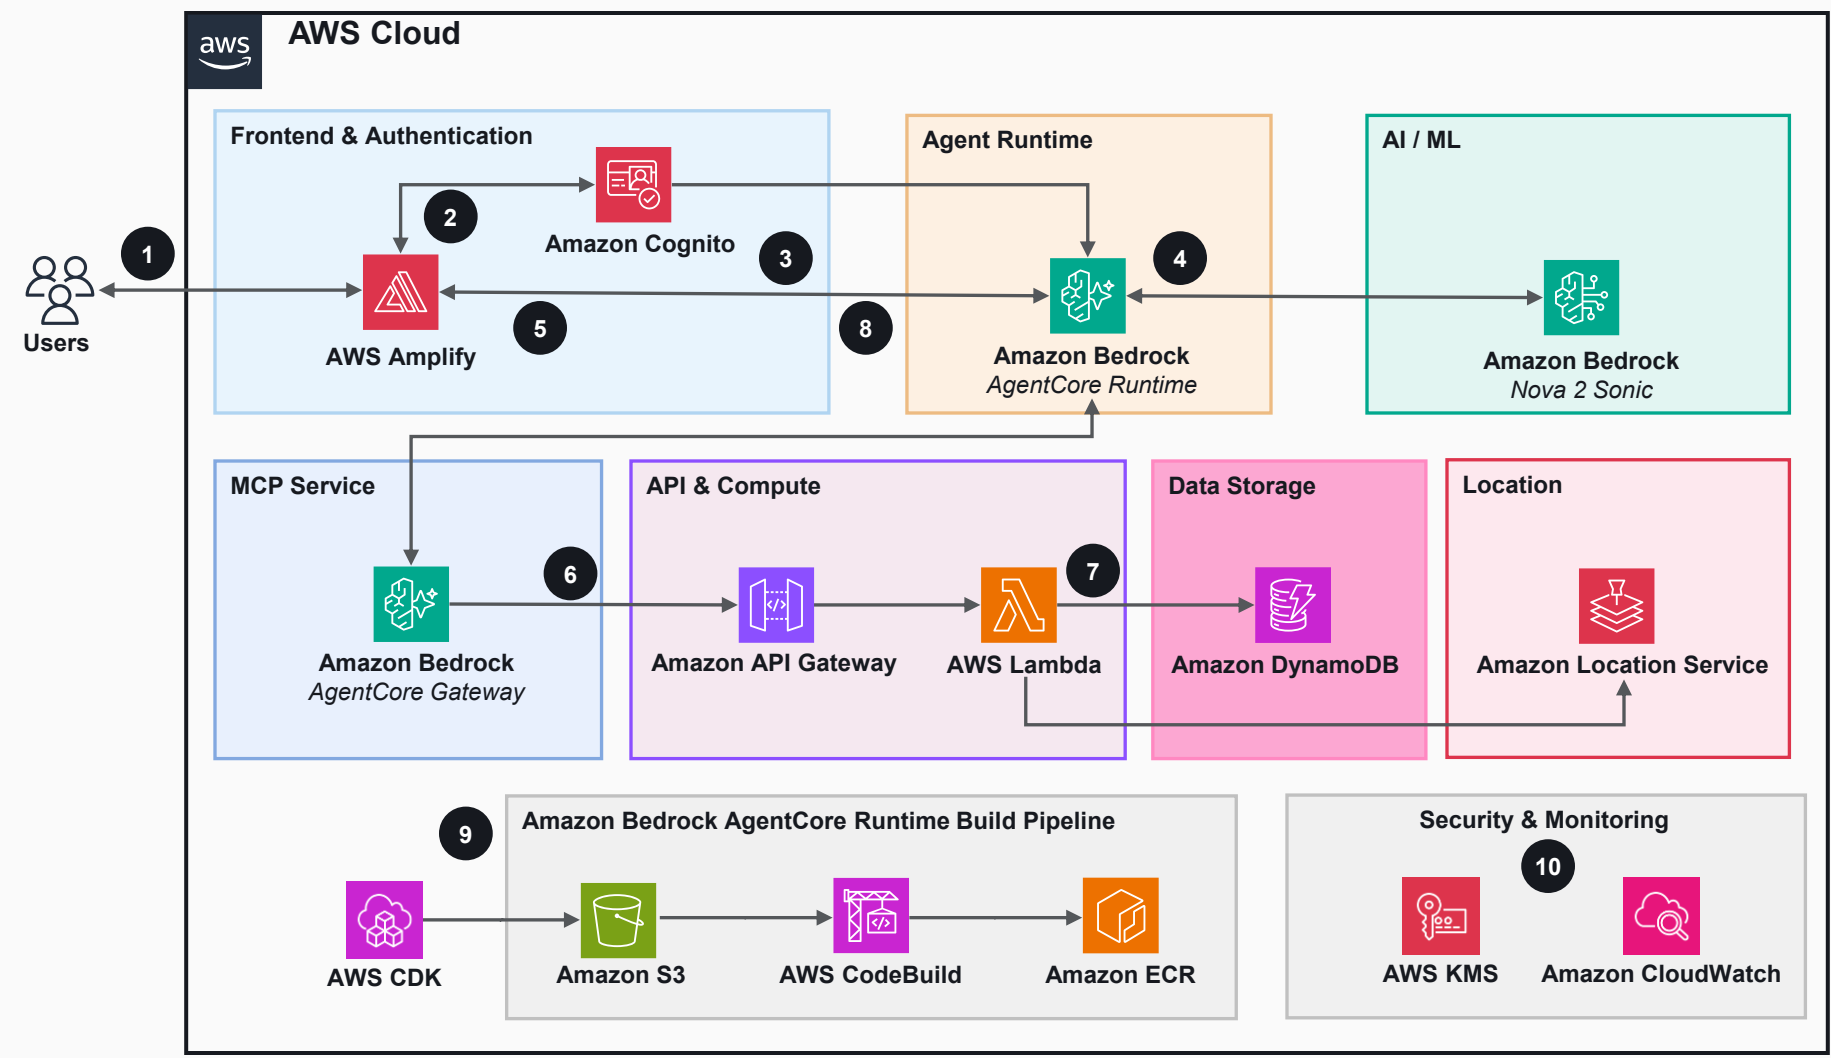 aws
AWS Cloud
Frontend & Authentication
Agent Runtime
AI / ML
1
2
Amazon Cognito
3
4
Users
5
8
AWS Amplify
Amazon Bedrock
AgentCore Runtime
Amazon Bedrock
Nova 2 Sonic
MCP Service
API & Compute
Data Storage
Location
6
7
Amazon Bedrock
AgentCore Gateway
Amazon API Gateway
AWS Lambda
Amazon DynamoDB
Amazon Location Service
9
Amazon Bedrock AgentCore Runtime Build Pipeline
Security & Monitoring
10
AWS CDK
Amazon S3
AWS CodeBuild
Amazon ECR
AWS KMS
Amazon CloudWatch